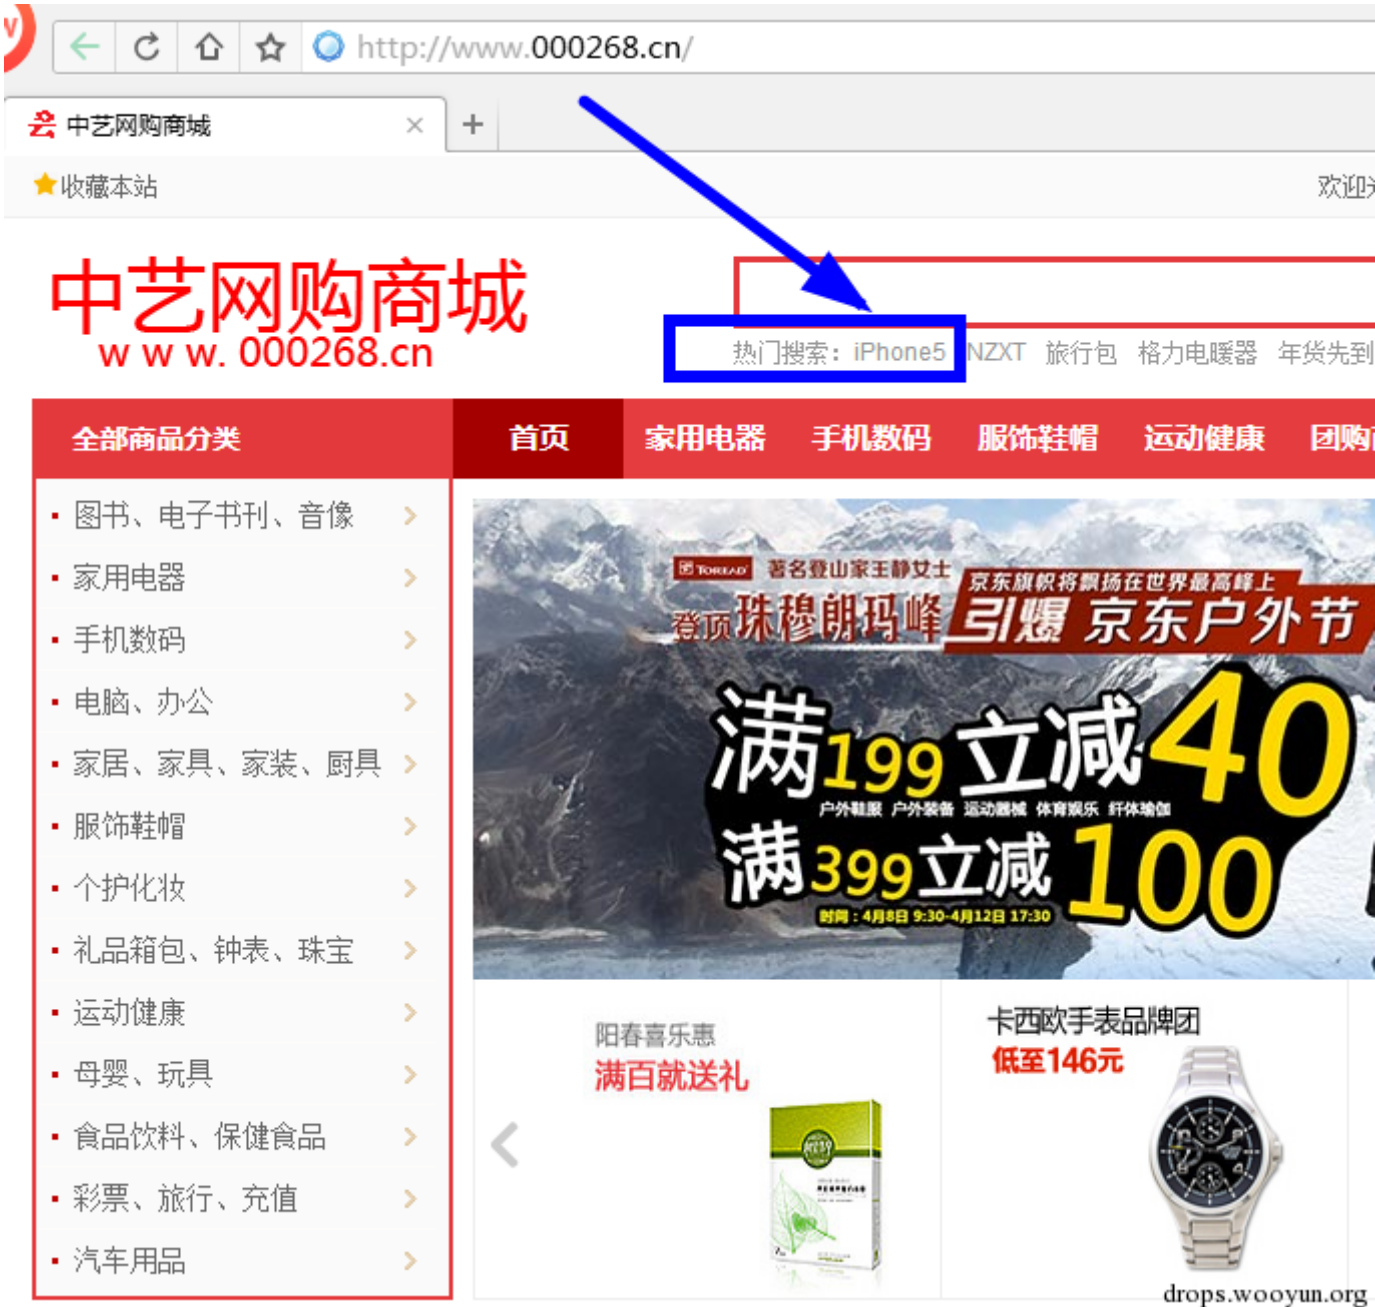 http://www.000268.cn/
中艺网购商城
收藏本站
欢迎
中艺网购商城
www.000268.cn
热门搜索：iPhone5 NZXT 旅行包 格力电暖器 年货先到
全部商品分类 首页 家用电器 手机数码 服饰鞋帽 运动健康 团购
图书、电子书刊、音像
家用电器
手机数码
电脑、办公
家居、家具、家装、厨具
服饰鞋帽
个护化妆
礼品箱包、钟表、珠宝
运动健康
母婴、玩具
食品饮料、保健食品
彩票、旅行、充值
汽车用品
TOREAD 著名登山家王静女士
登顶珠穆朗玛峰
京东旗帜将飘扬在世界最高峰上
引爆京东户外节
满199立减40
户外鞋服 户外装备 运动器械 体育娱乐 纤体瑜伽
满399立减100
时间：4月8日 9:30-4月12日 17:30
阳春喜乐惠
满百就送礼
卡西欧手表品牌团
低至146元
drops.wooyun.org